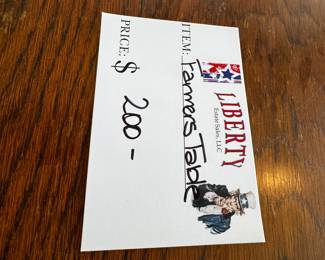 LIBERTY
Estate Sales, LLC
ITEM: Farmers Table
PRICE: $ 200 -